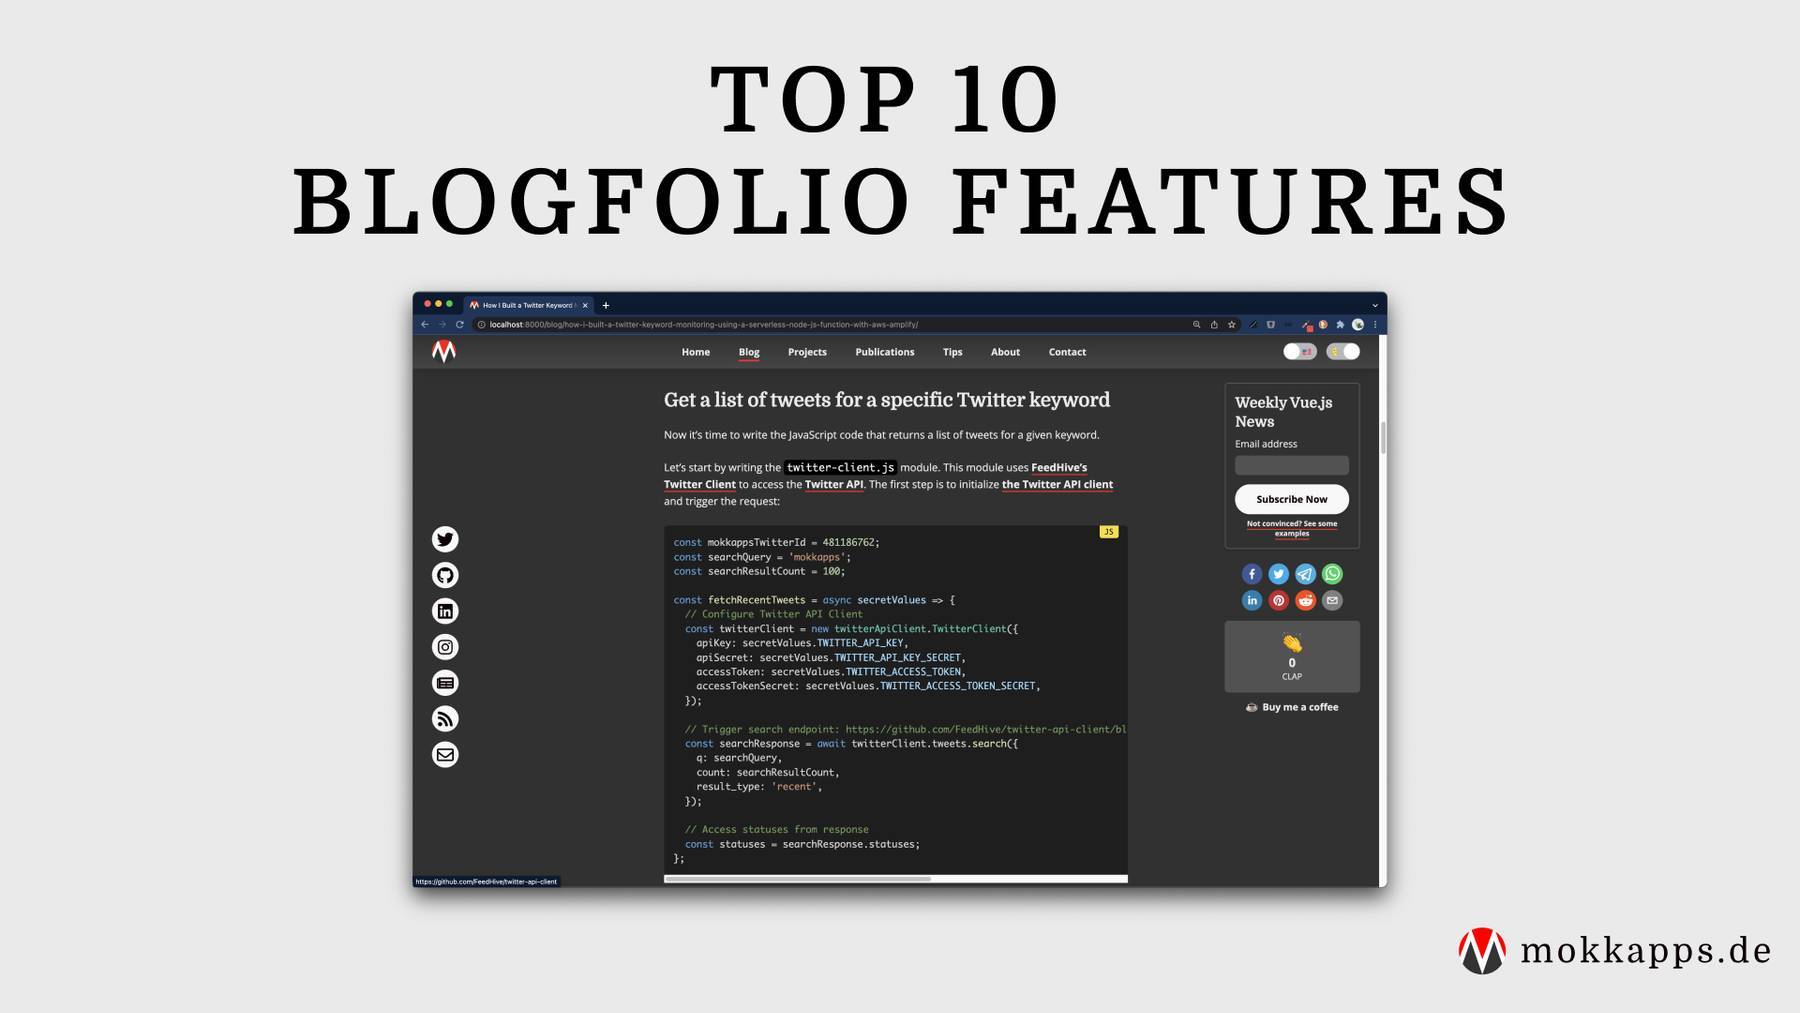 TOP 10
BLOGFOLIO FEATURES
How I Built a Twitter Keyword
localhost:8000/blog/how-i-built-a-twitter-keyword-monitoring-using-a-serverless-node-js-function-with-aws-amplify/
Home Blog Projects Publications Tips About Contact
Get a list of tweets for a specific Twitter keyword
Now it's time to write the JavaScript code that returns a list of tweets for a given keyword.
Let's start by writing the twitter-client.js module. This module uses FeedHive's
Twitter Client to access the Twitter API. The first step is to initialize the Twitter API client
and trigger the request:
JS
const mokkappsTwitterId = 481186762;
const searchQuery = 'mokkapps';
const searchResultCount = 100;
const fetchRecentTweets = async secretValues => {
// Configure Twitter API Client
const twitterClient = new twitterApiClient.TwitterClient({
apiKey: secretValues.TWITTER_API_KEY,
apiSecret: secretValues.TWITTER_API_KEY_SECRET,
accessToken: secretValues.TWITTER_ACCESS_TOKEN,
accessTokenSecret: secretValues.TWITTER_ACCESS_TOKEN_SECRET,
});
// Trigger search endpoint: https://github.com/FeedHive/twitter-api-client/bl
const searchResponse = await twitterClient.tweets.search({
q: searchQuery,
count: searchResultCount,
result_type: 'recent',
});
// Access statuses from response
const statuses = searchResponse.statuses;
};
Weekly Vue.js
News
Email address
Subscribe Now
Not convinced? See some
examples
0
CLAP
Buy me a coffee
https://github.com/FeedHive/twitter-api-client
mokkapps.de